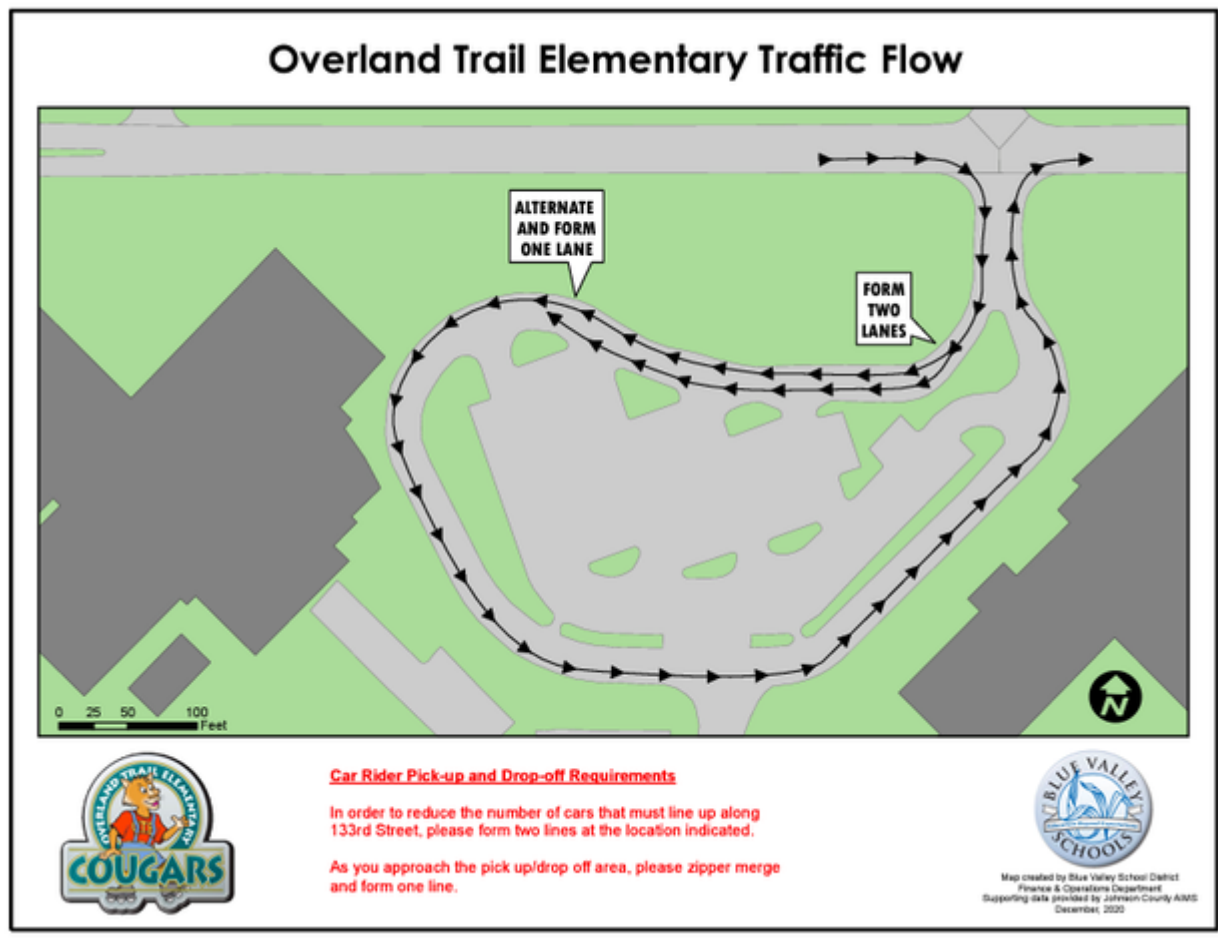 Overland Trail Elementary Traffic Flow
ALTERNATE
AND FORM
ONE LANE
FORM
TWO
LANES
0 25 50 100
Feet
N
OVERLAND TRAIL ELEMENTARY
COUGARS
Car Rider Pick-up and Drop-off Requirements
In order to reduce the number of cars that must line up along
133rd Street, please form two lines at the location indicated.
As you approach the pick up/drop off area, please zipper merge
and form one line.
BLUE VALLEY
SCHOOLS
Map created by Blue Valley School District
Finance & Operations Department
Supporting data provided by Johnson County AIMS
December, 2020